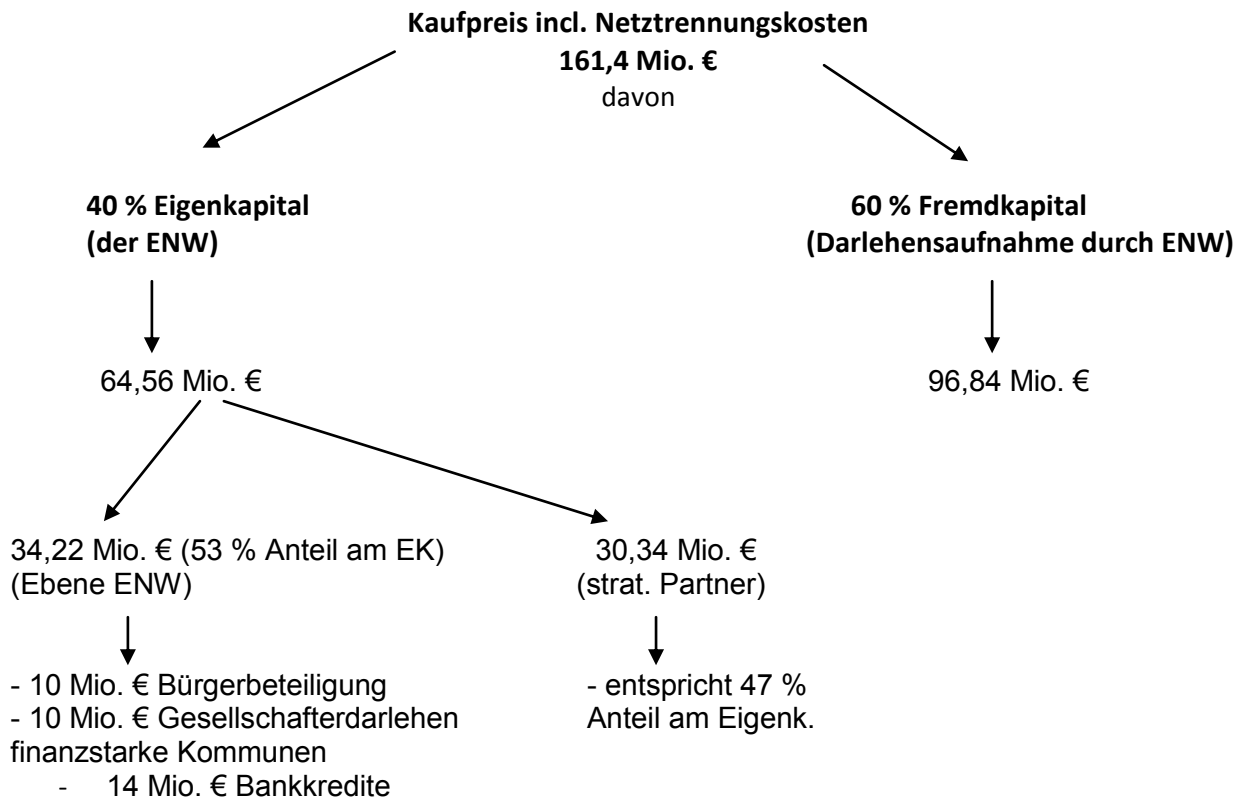 Kaufpreis incl. Netztrennungskosten
161,4 Mio. €
davon
40 % Eigenkapital
(der ENW)
60 % Fremdkapital
(Darlehensaufnahme durch ENW)
64,56 Mio. €
96,84 Mio. €
34,22 Mio. € (53 % Anteil am EK)
(Ebene ENW)
30,34 Mio. €
(strat. Partner)
- 10 Mio. € Bürgerbeteiligung
- 10 Mio. € Gesellschafterdarlehen
finanzstarke Kommunen
- 14 Mio. € Bankkredite
- entspricht 47 %
Anteil am Eigenk.